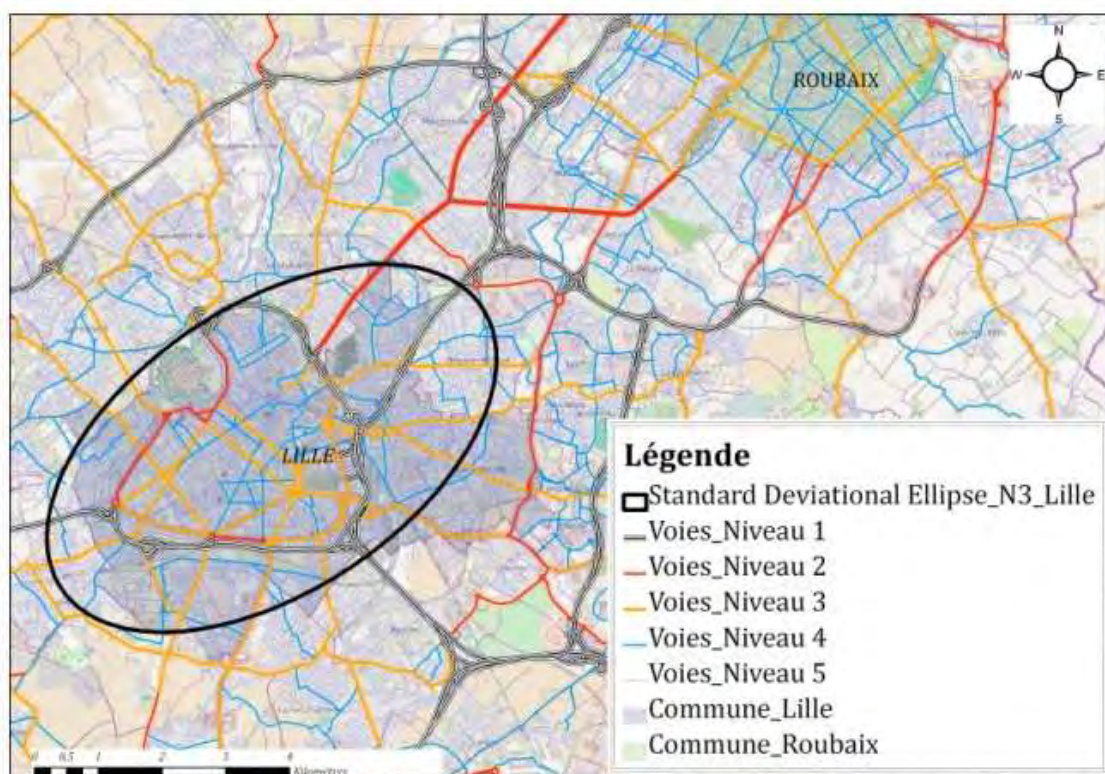 N
W
E
S
ROUBAIX
LILLE
Légende
Standard Deviational Ellipse_N3_Lille
Voies_Niveau 1
Voies_Niveau 2
Voies_Niveau 3
Voies_Niveau 4
Voies_Niveau 5
Commune_Lille
Commune_Roubaix
0 0,5 1 2 3 4
Kilometers